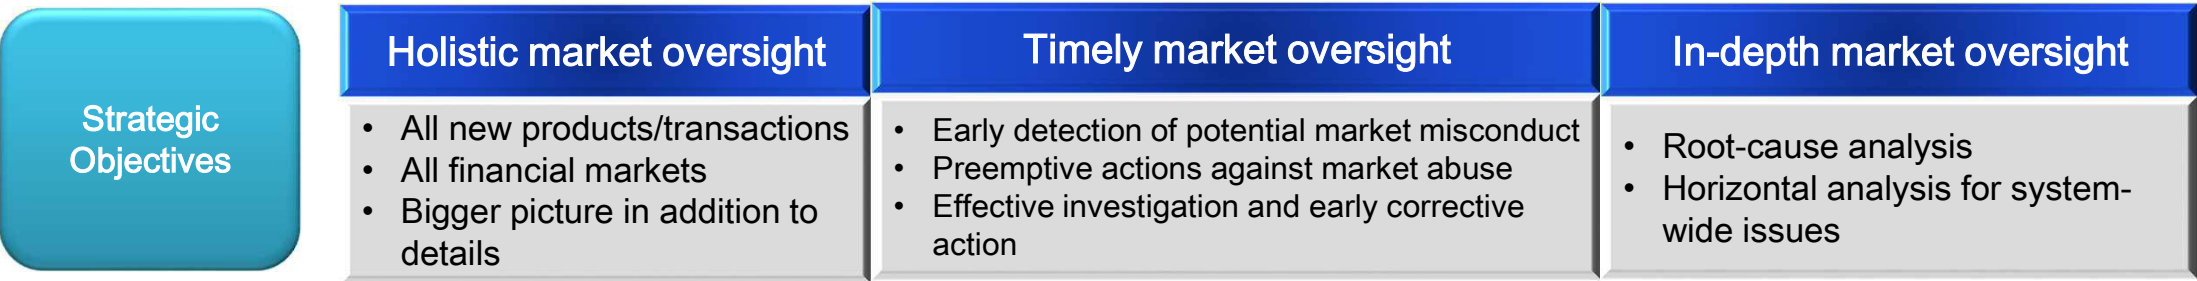 Strategic
Objectives
Holistic market oversight
• All new products/transactions
• All financial markets
• Bigger picture in addition to
details
Timely market oversight
• Early detection of potential market misconduct
• Preemptive actions against market abuse
• Effective investigation and early corrective
action
In-depth market oversight
• Root-cause analysis
• Horizontal analysis for system-
wide issues